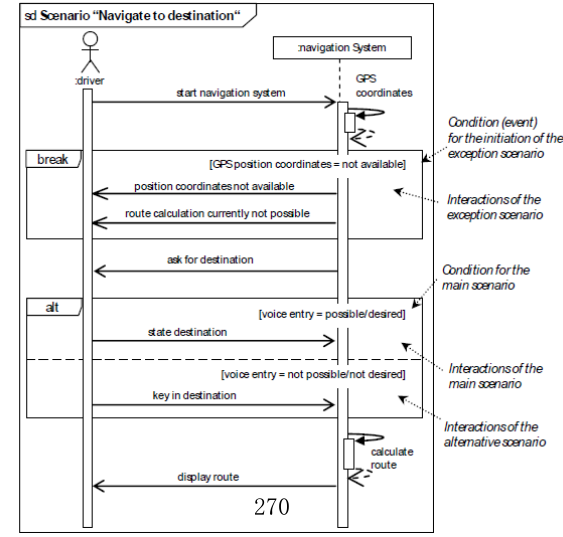 sd Scenario "Navigate to destination"
:driver
:navigation System
start navigation system
GPS
coordinates
Condition (event)
for the initiation of the
exception scenario
break
[GPS position coordinates = not available]
position coordinates not available
route calculation currently not possible
Interactions of the
exception scenario
ask for destination
Condition for the
main scenario
alt
[voice entry = possible/desired]
state destination
Interactions of the
main scenario
[voice entry = not possible/not desired]
key in destination
Interactions of the
alternative scenario
calculate
route
display route
270